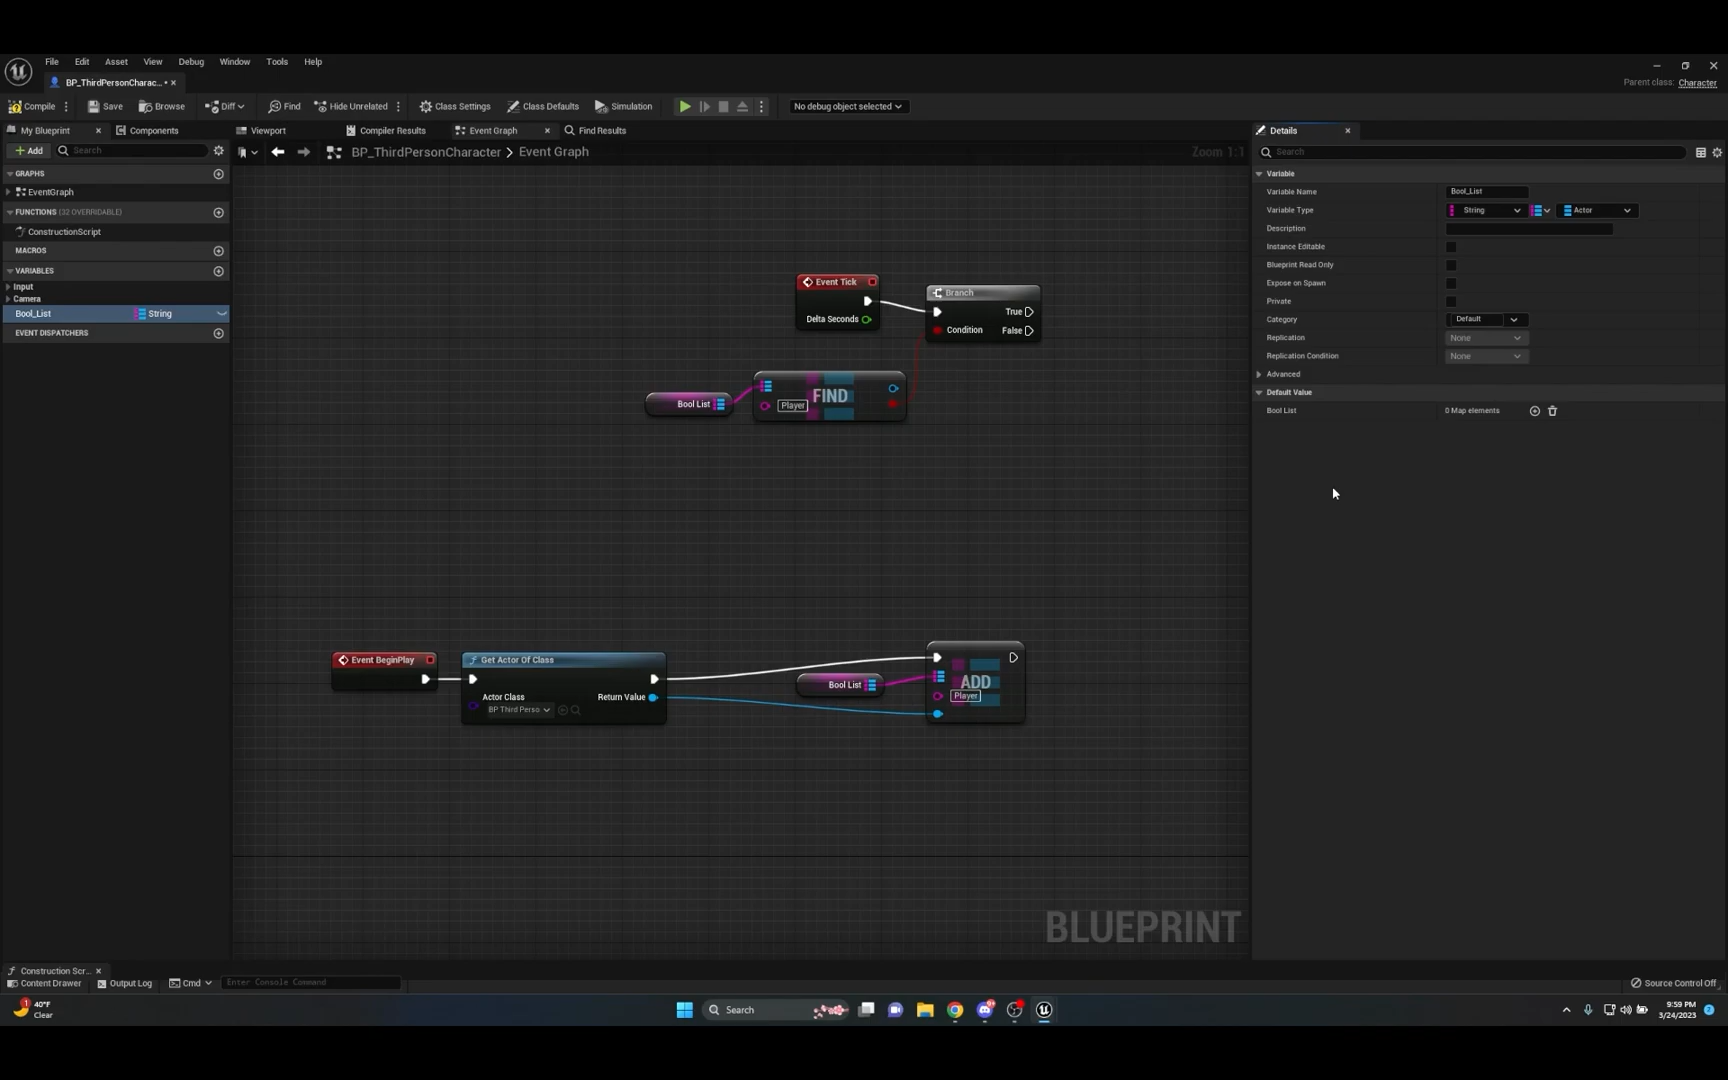 File Edit Asset View Debug Window Tools Help
BP_ThirdPersonCharac... •
Parent class: Character
Compile Save Browse Diff Find Hide Unrelated Class Settings Class Defaults Simulation No debug object selected
My Blueprint Components Viewport Compiler Results Event Graph Find Results Details
Add Search BP_ThirdPersonCharacter > Event Graph Zoom 1:1 Search
GRAPHS
EventGraph
FUNCTIONS (32 OVERRIDABLE)
ConstructionScript
MACROS
VARIABLES
Input
Camera
Bool_List String
EVENT DISPATCHERS
Event Tick
Delta Seconds
Branch
True
Condition False
Bool List
FIND
Player
Event BeginPlay
Get Actor Of Class
Actor Class Return Value
BP Third Perso
Bool List
ADD
Player
BLUEPRINT
Variable
Variable Name Bool_List
Variable Type String Actor
Description
Instance Editable
Blueprint Read Only
Expose on Spawn
Private
Category Default
Replication None
Replication Condition None
Advanced
Default Value
Bool List 0 Map elements
Construction Scr...
Content Drawer Output Log Cmd Enter Console Command Source Control Off
1
40°F
Clear
Search
9:59 PM
3/24/2023
2